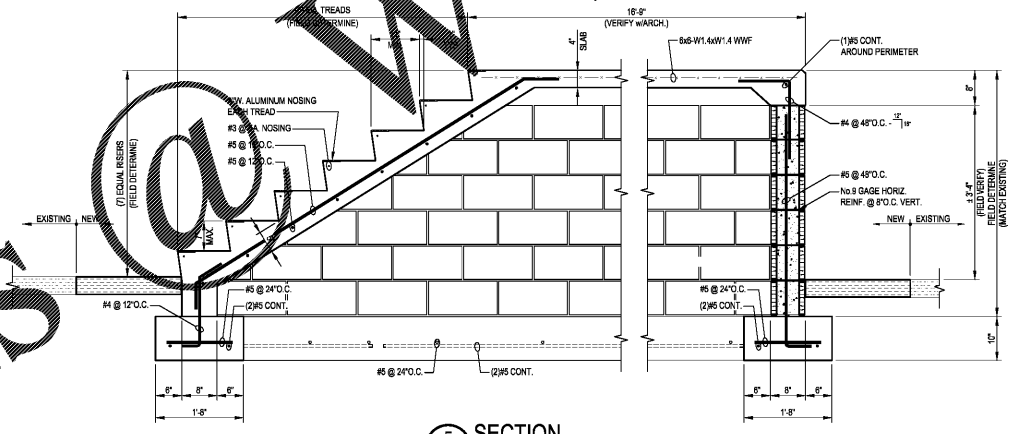 TREADS
16'-9"
(VERIFY w/ARCH.)
4"
SLAB
6x6-W1.4xW1.4 WWF
(1)#5 CONT.
AROUND PERIMETER
8"
ALUMINUM NOSING
EACH TREAD
#3 @ EA. NOSING
#4 @ 48"O.C. - 12"
18"
(7) EQUAL RISERS
(FIELD DETERMINE)
#5 @ 12"O.C.
#5 @ 48"O.C.
No.9 GAGE HORIZ.
REINF. @ 8"O.C. VERT.
± 3'-4"
(FIELD VERIFY)
FIELD DETERMINE
(MATCH EXISTING)
EXISTING
NEW
MAX.
NEW
EXISTING
#4 @ 12"O.C.
#5 @ 24"O.C.
(2)#5 CONT.
#5 @ 24"O.C.
(2)#5 CONT.
10"
#5 @ 24"O.C.
(2)#5 CONT.
6"
8"
6"
6"
8"
6"
1'-8"
1'-8"
SECTION